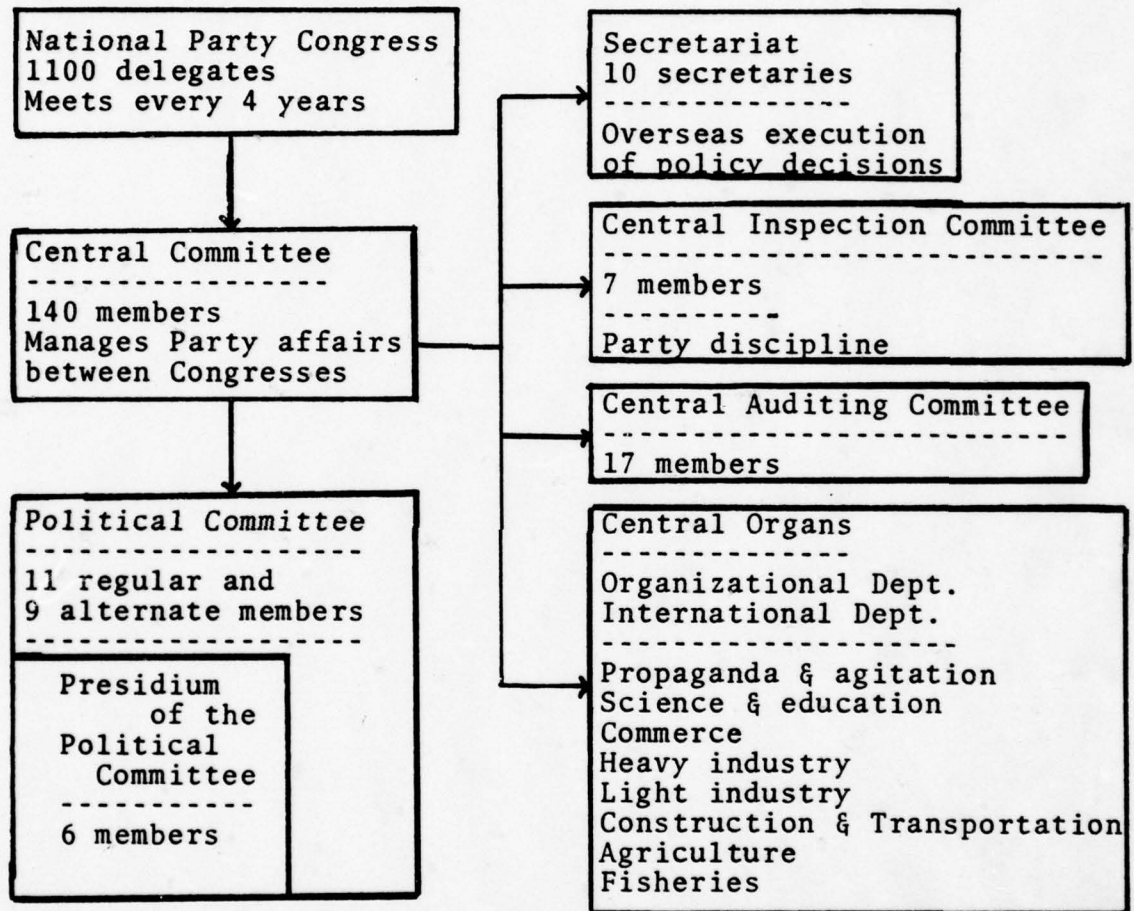 National Party Congress
1100 delegates
Meets every 4 years
Central Committee
140 members
Manages Party affairs
between Congresses
Political Committee
11 regular and
9 alternate members
Presidium
of the
Political
Committee
6 members
Secretariat
10 secretaries
Overseas execution
of policy decisions
Central Inspection Committee
7 members
Party discipline
Central Auditing Committee
17 members
Central Organs
Organizational Dept.
International Dept.
Propaganda & agitation
Science & education
Commerce
Heavy industry
Light industry
Construction & Transportation
Agriculture
Fisheries